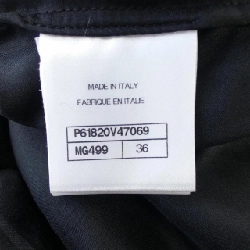 MADE IN ITALY
FABRIQUE EN ITALIE
P61820V47069
MG499 36